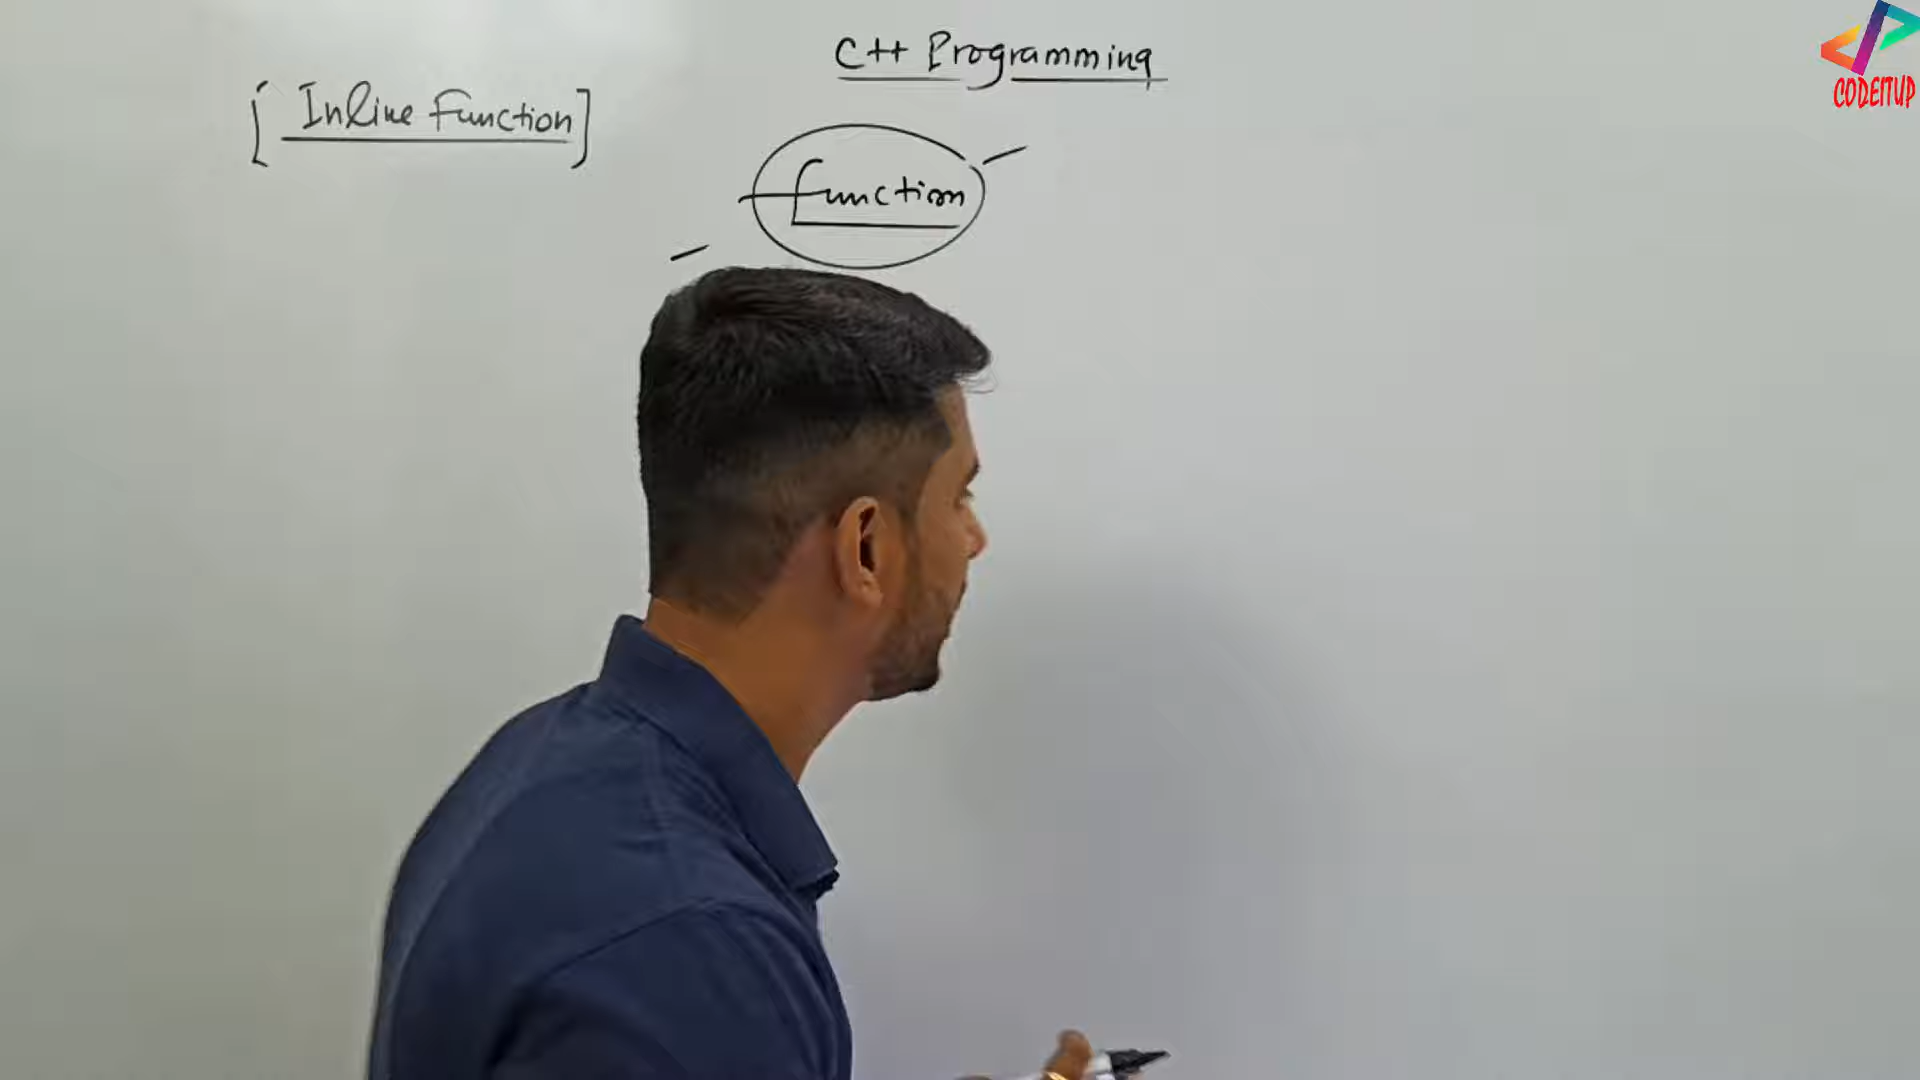 C++ Programming
[ Inline Function ]
function
CODEITUP